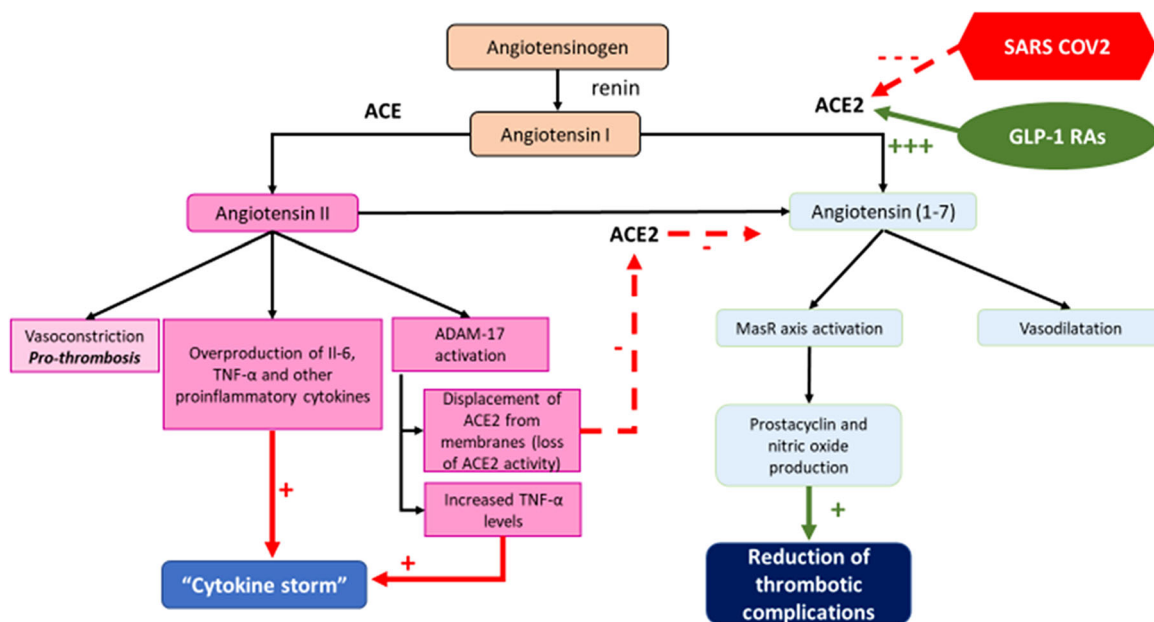 Angiotensinogen
SARS COV2
- - -
renin
ACE
ACE2
Angiotensin I
GLP-1 RAs
+++
Angiotensin II
Angiotensin (1-7)
ACE2
-
Vasoconstriction
Pro-thrombosis
Overproduction of Il-6,
TNF-α and other
proinflammatory cytokines
ADAM-17
activation
MasR axis activation
Vasodilatation
-
Displacement of
ACE2 from
membranes (loss
of ACE2 activity)
Prostacyclin and
nitric oxide
production
+
Increased TNF-α
levels
+
+
"Cytokine storm"
Reduction of
thrombotic
complications